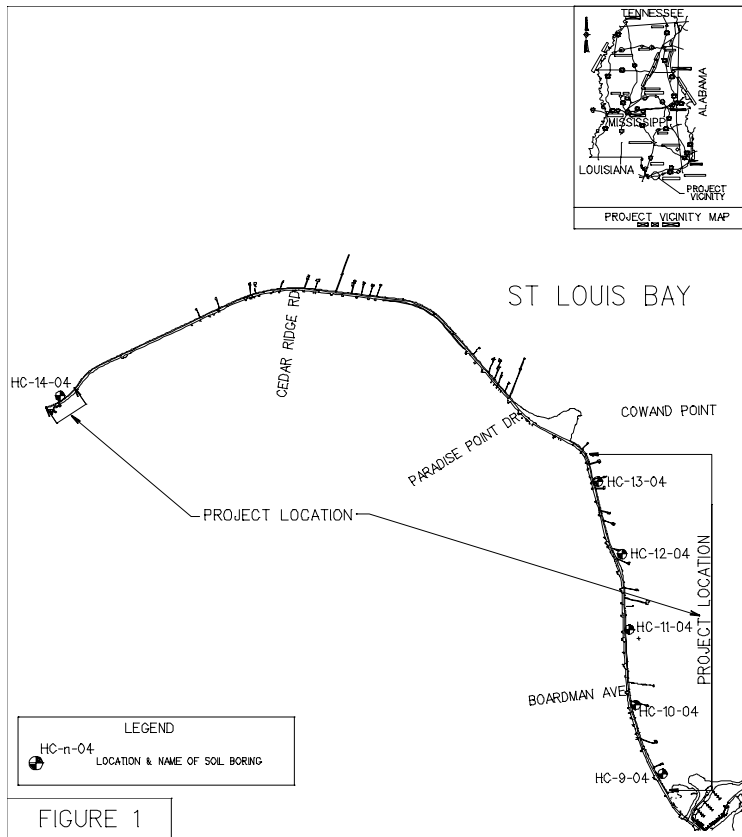 TENNESSEE
ALABAMA
MISSISSIPPI
LOUISIANA
PROJECT
VICINITY
PROJECT VICINITY MAP
ST LOUIS BAY
CEDAR RIDGE RD
HC-14-04
COWAND POINT
PARADISE POINT DR
HC-13-04
PROJECT LOCATION
HC-12-04
PROJECT LOCATION
HC-11-04
BOARDMAN AVE
HC-10-04
HC-9-04
LEGEND
HC-n-04
LOCATION & NAME OF SOIL BORING
FIGURE 1